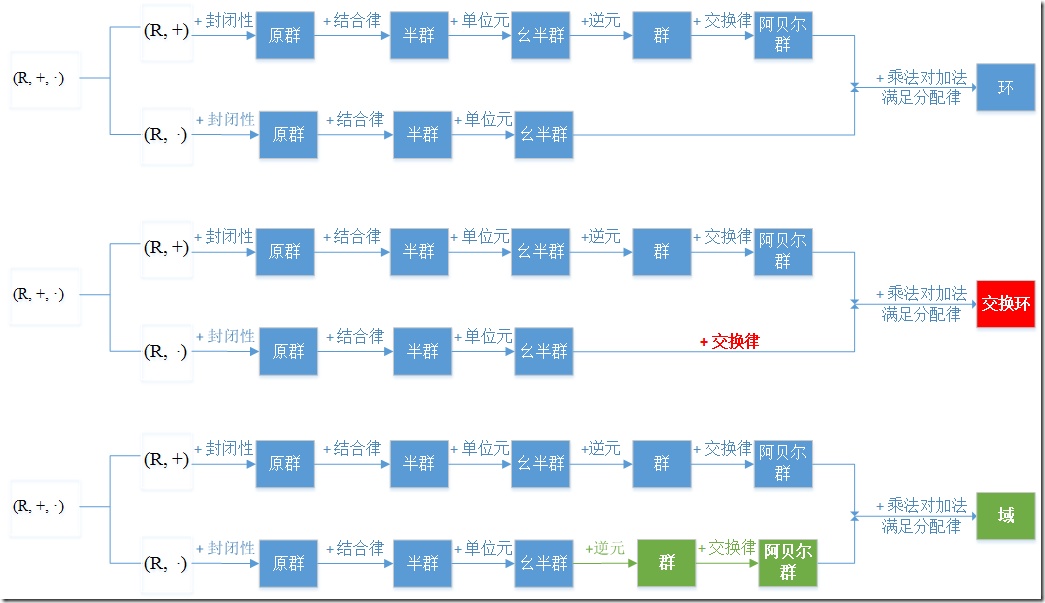 (R, +, ·)
(R, +)
+ 封闭性
原群
+ 结合律
半群
+ 单位元
幺半群
+逆元
群
+ 交换律
阿贝尔
群
(R, ·)
+ 封闭性
原群
+ 结合律
半群
+ 单位元
幺半群
+ 乘法对加法
满足分配律
环
(R, +, ·)
(R, +)
+ 封闭性
原群
+ 结合律
半群
+ 单位元
幺半群
+逆元
群
+ 交换律
阿贝尔
群
(R, ·)
+ 封闭性
原群
+ 结合律
半群
+ 单位元
幺半群
+ 交换律
+ 乘法对加法
满足分配律
交换环
(R, +, ·)
(R, +)
+ 封闭性
原群
+ 结合律
半群
+ 单位元
幺半群
+逆元
群
+ 交换律
阿贝尔
群
(R, ·)
+ 封闭性
原群
+ 结合律
半群
+ 单位元
幺半群
+逆元
群
+ 交换律
阿贝尔
群
+ 乘法对加法
满足分配律
域